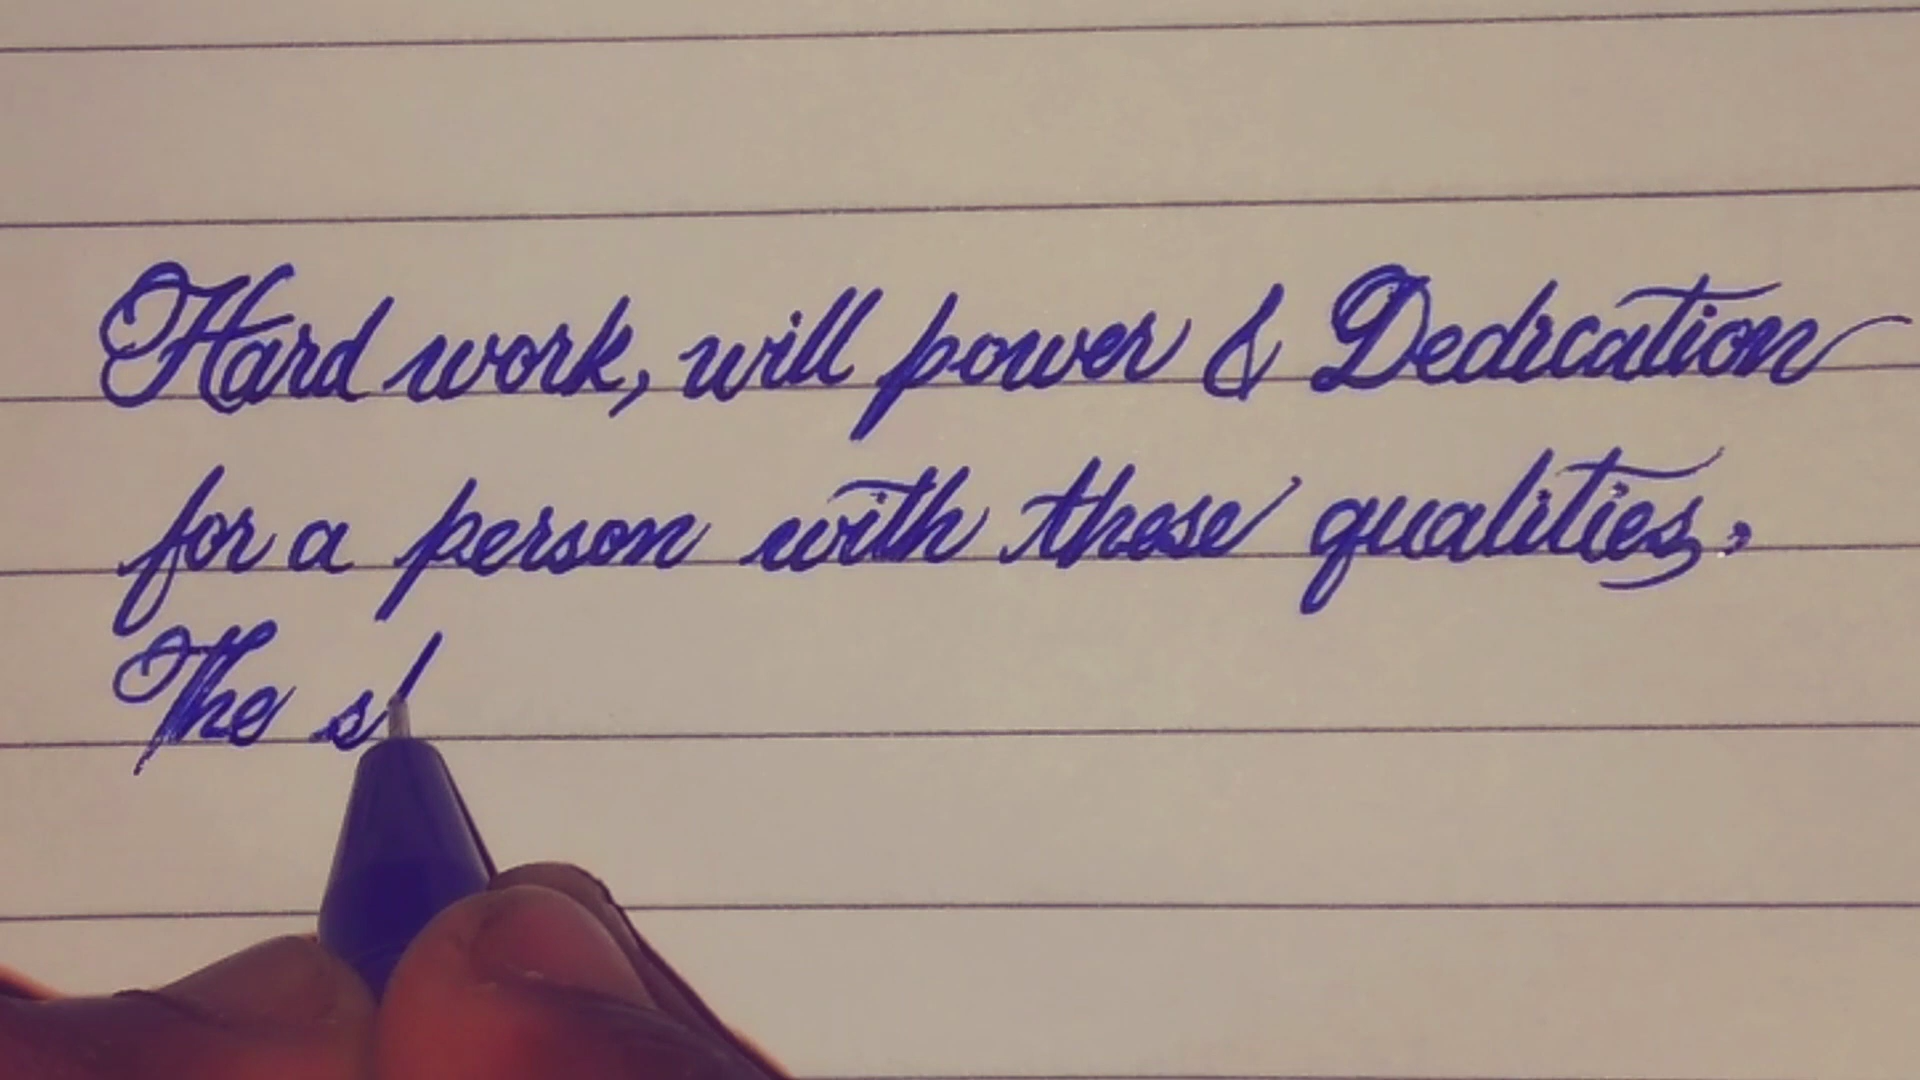 Hard work, will power & Dedication
for a person with these qualities,
The s